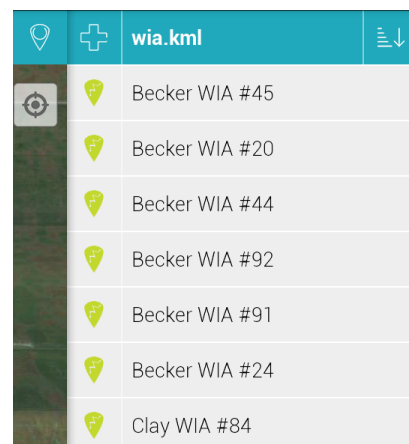 wia.kml
Becker WIA #45
Becker WIA #20
Becker WIA #44
Becker WIA #92
Becker WIA #91
Becker WIA #24
Clay WIA #84